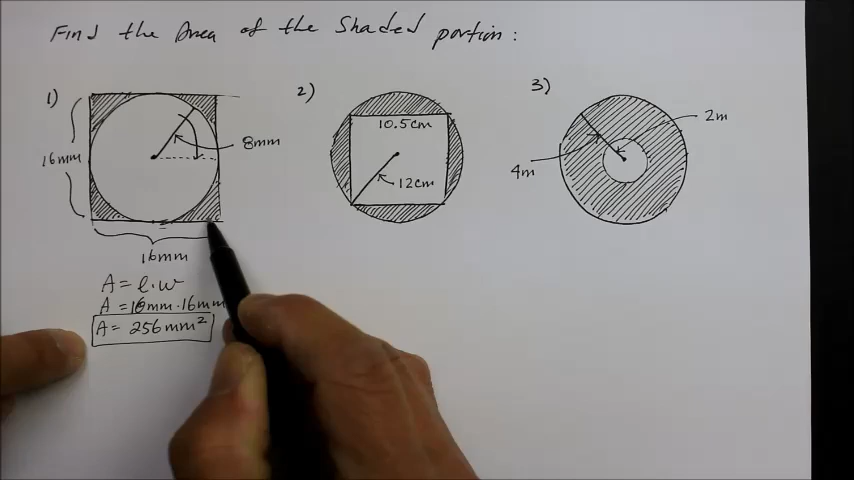 Find the Area of the Shaded portion:
1)
2)
3)
16mm
8mm
10.5cm
12cm
2m
4m
16mm
A = l·w
A = 16mm·16mm
A = 256mm²